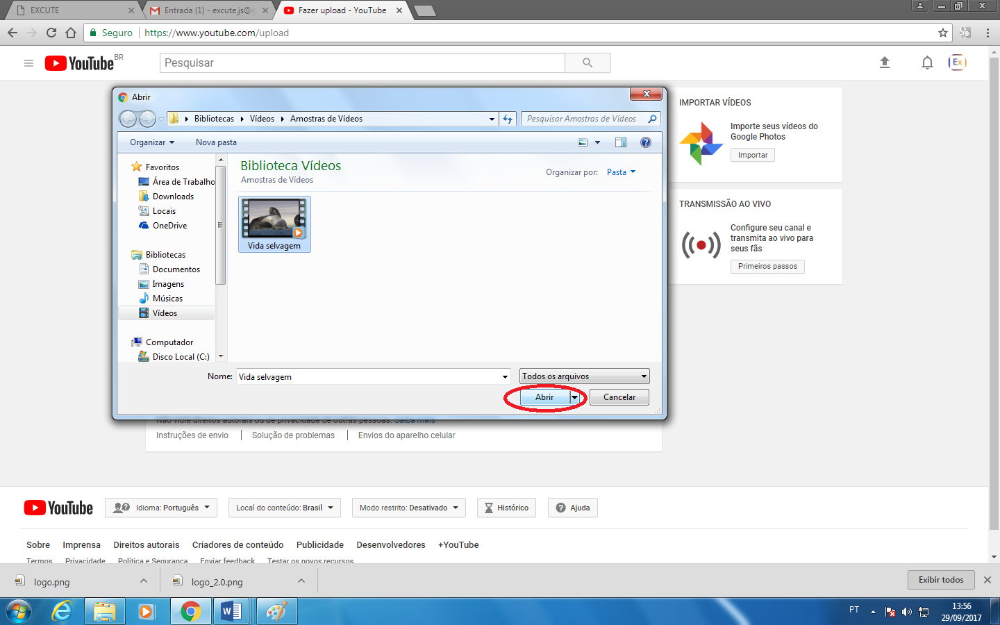 EXCUTE
Entrada (1) - excute.js@g
Fazer upload - YouTube
Seguro
https://www.youtube.com/upload
YouTube BR
Pesquisar
Ex
Abrir
Bibliotecas
Vídeos
Amostras de Vídeos
Pesquisar Amostras de Vídeos
Organizar
Nova pasta
Favoritos
Área de Trabalho
Downloads
Locais
OneDrive
Bibliotecas
Documentos
Imagens
Músicas
Vídeos
Computador
Disco Local (C:)
Biblioteca Vídeos
Amostras de Vídeos
Organizar por:
Pasta
Vida selvagem
Nome:
Vida selvagem
Todos os arquivos
Abrir
Cancelar
IMPORTAR VÍDEOS
Importe seus vídeos do
Google Photos
Importar
TRANSMISSÃO AO VIVO
Configure seu canal e
transmita ao vivo para
seus fãs
Primeiros passos
Não viole direitos autorais ou de privacidade de outras pessoas. Saiba mais
Instruções de envio
Solução de problemas
Envios do aparelho celular
YouTube
Idioma: Português
Local do conteúdo: Brasil
Modo restrito: Desativado
Histórico
Ajuda
Sobre
Imprensa
Direitos autorais
Criadores de conteúdo
Publicidade
Desenvolvedores
+YouTube
Termos
Privacidade
Política e Segurança
Enviar feedback
Testar os novos recursos
logo.png
logo_2.0.png
Exibir todos
PT
13:56
29/09/2017